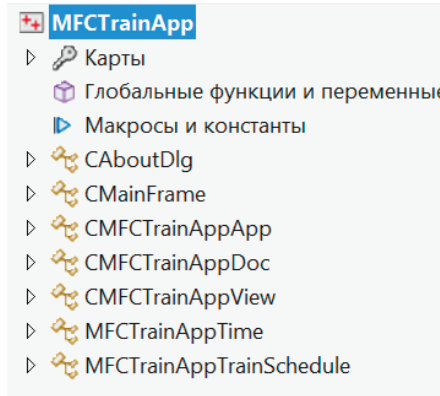 MFCTrainApp
Карты
Глобальные функции и переменные
Макросы и константы
CAboutDlg
CMainFrame
CMFCTrainAppApp
CMFCTrainAppDoc
CMFCTrainAppView
MFCTrainAppTime
MFCTrainAppTrainSchedule